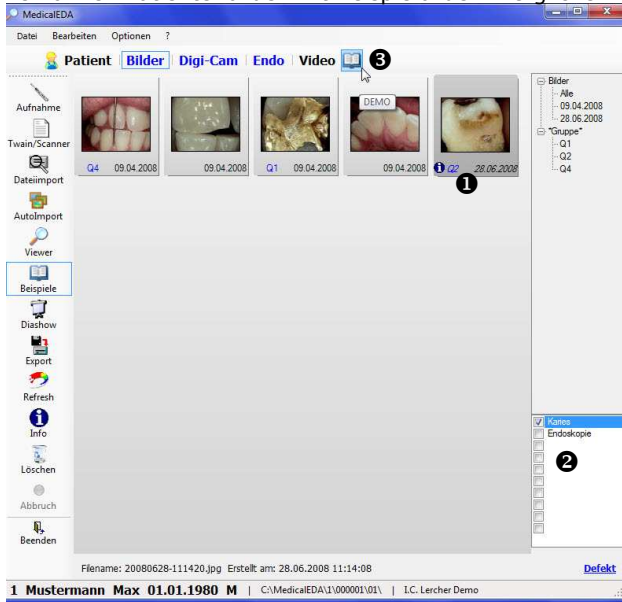 MedicalEDA
Datei Bearbeiten Optionen ?
Patient Bilder Digi-Cam Endo Video ❸
DEMO
Aufnahme
Twain/Scanner
Dateiimport
AutoImport
Viewer
Beispiele
Diashow
Export
Refresh
Info
Löschen
Abbruch
Beenden
Q4 09.04.2008
09.04.2008
Q1 09.04.2008
09.04.2008
Q2 28.06.2008
❶
Bilder
Alle
09.04.2008
28.06.2008
"Gruppe"
Q1
Q2
Q4
Karies
Endoskopie
❷
Filename: 20080628-111420.jpg Erstellt am: 28.06.2008 11:14:08
Defekt
1 Mustermann Max 01.01.1980 M | C:\MedicalEDA\1\000001\01\ | I.C. Lercher Demo